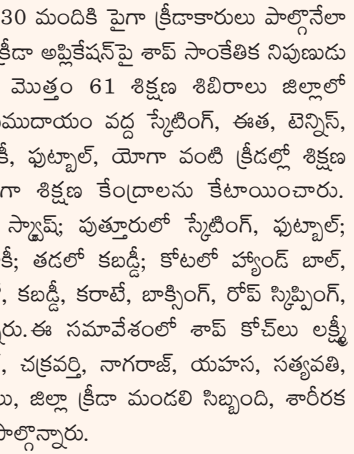 30 మందికి పైగా క్రీడాకారులు పాల్గొనేలా
క్రీడా అప్లికేషన్‌పై శాప్ సాంకేతిక నిపుణుడు
మొత్తం 61 శిక్షణ శిబిరాలు జిల్లాలో
ముదాయం వద్ద స్కేటింగ్, ఈత, టెన్నిస్,
కీ, ఫుట్బాల్, యోగా వంటి క్రీడల్లో శిక్షణ
గా శిక్షణ కేంద్రాలను కేటాయించారు.
స్క్వాష్; పుత్తూరులో స్కేటింగ్, ఫుట్బాల్;
కీ; తడలో కబడ్డీ; కోటలో హ్యాండ్ బాల్,
, కబడ్డీ, కరాటే, బాక్సింగ్, రోప్ స్కిప్పింగ్,
రు.ఈ సమావేశంలో శాప్ కోచ్‌లు లక్ష్మీ
, చక్రవర్తి, నాగరాజ్, యహస, సత్యవతి,
లు, జిల్లా క్రీడా మండలి సిబ్బంది, శారీరక
పాల్గొన్నారు.